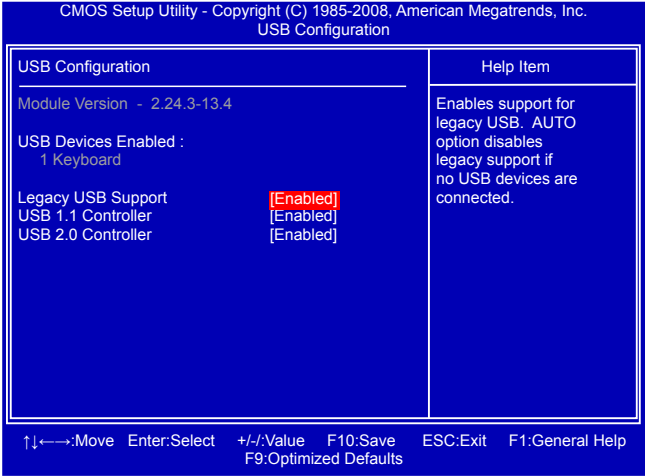 CMOS Setup Utility - Copyright (C) 1985-2008, American Megatrends, Inc.
USB Configuration
USB Configuration
Module Version - 2.24.3-13.4
USB Devices Enabled :
1 Keyboard
Legacy USB Support [Enabled]
USB 1.1 Controller [Enabled]
USB 2.0 Controller [Enabled]
Help Item
Enables support for
legacy USB. AUTO
option disables
legacy support if
no USB devices are
connected.
↑↓←→:Move Enter:Select +/-/:Value F10:Save ESC:Exit F1:General Help
F9:Optimized Defaults